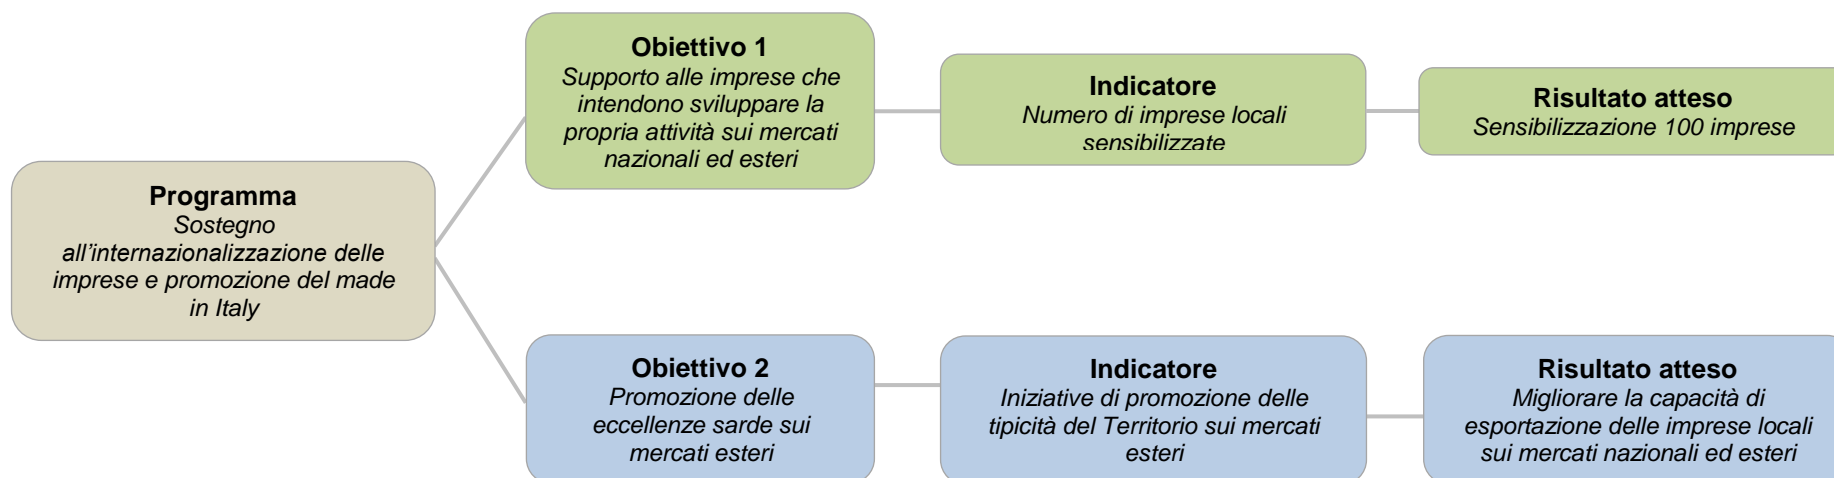 Programma
Sostegno
all’internazionalizzazione delle
imprese e promozione del made
in Italy
Obiettivo 1
Supporto alle imprese che
intendono sviluppare la
propria attività sui mercati
nazionali ed esteri
Indicatore
Numero di imprese locali
sensibilizzate
Risultato atteso
Sensibilizzazione 100 imprese
Obiettivo 2
Promozione delle
eccellenze sarde sui
mercati esteri
Indicatore
Iniziative di promozione delle
tipicità del Territorio sui mercati
esteri
Risultato atteso
Migliorare la capacità di
esportazione delle imprese locali
sui mercati nazionali ed esteri